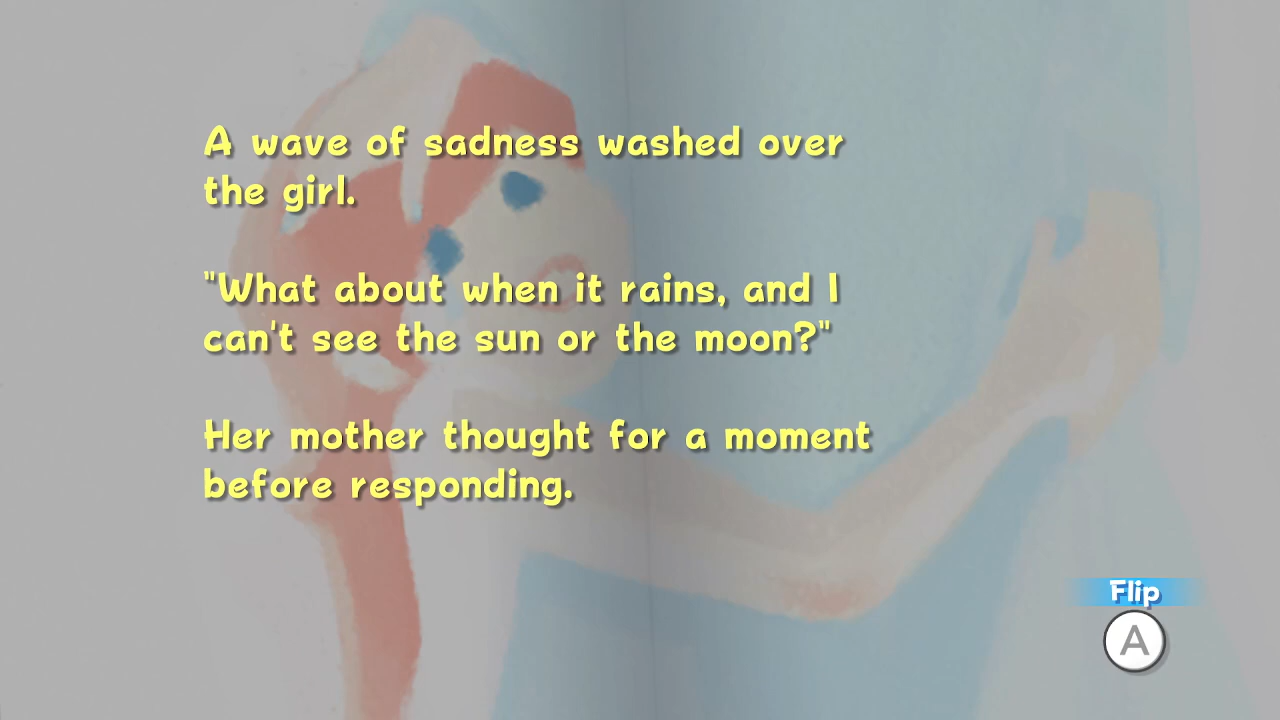 A wave of sadness washed over
the girl.
"What about when it rains, and I
can't see the sun or the moon?"
Her mother thought for a moment
before responding.
Flip
A